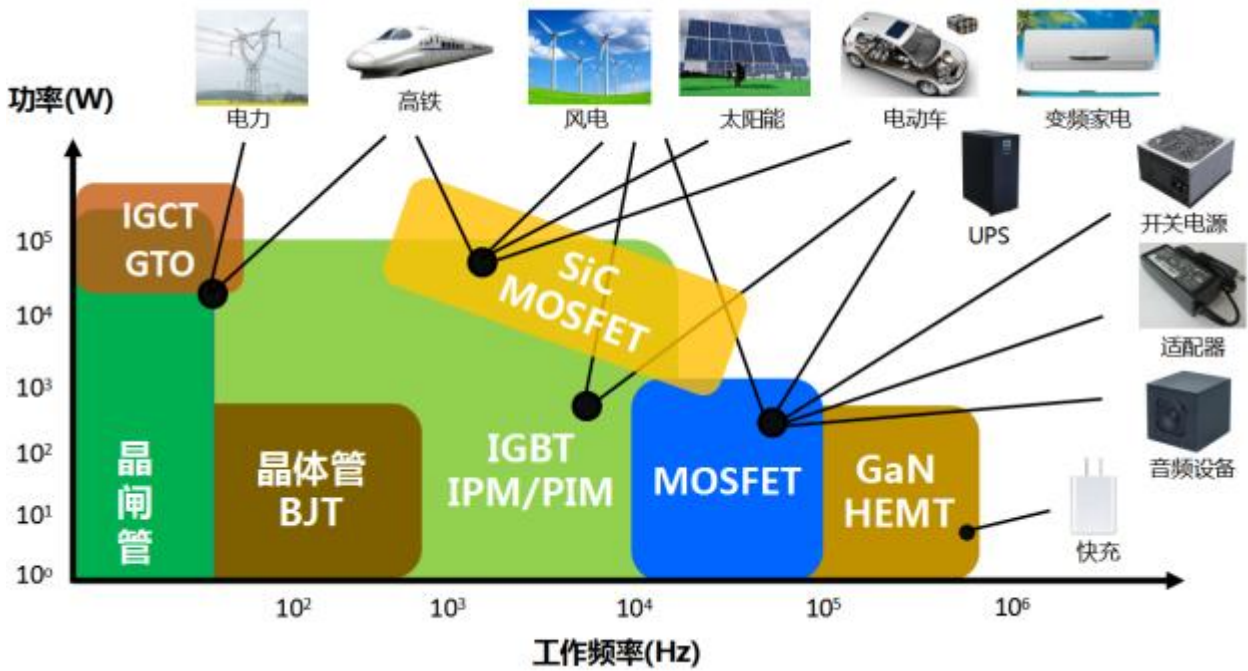 功率(W)
电力
高铁
风电
太阳能
电动车
变频家电
UPS
开关电源
适配器
音频设备
快充
10⁵
10⁴
10³
10²
10¹
10⁰
IGCT
GTO
SiC
MOSFET
晶
闸
管
晶体管
BJT
IGBT
IPM/PIM
MOSFET
GaN
HEMT
10²
10³
10⁴
10⁵
10⁶
工作频率(Hz)